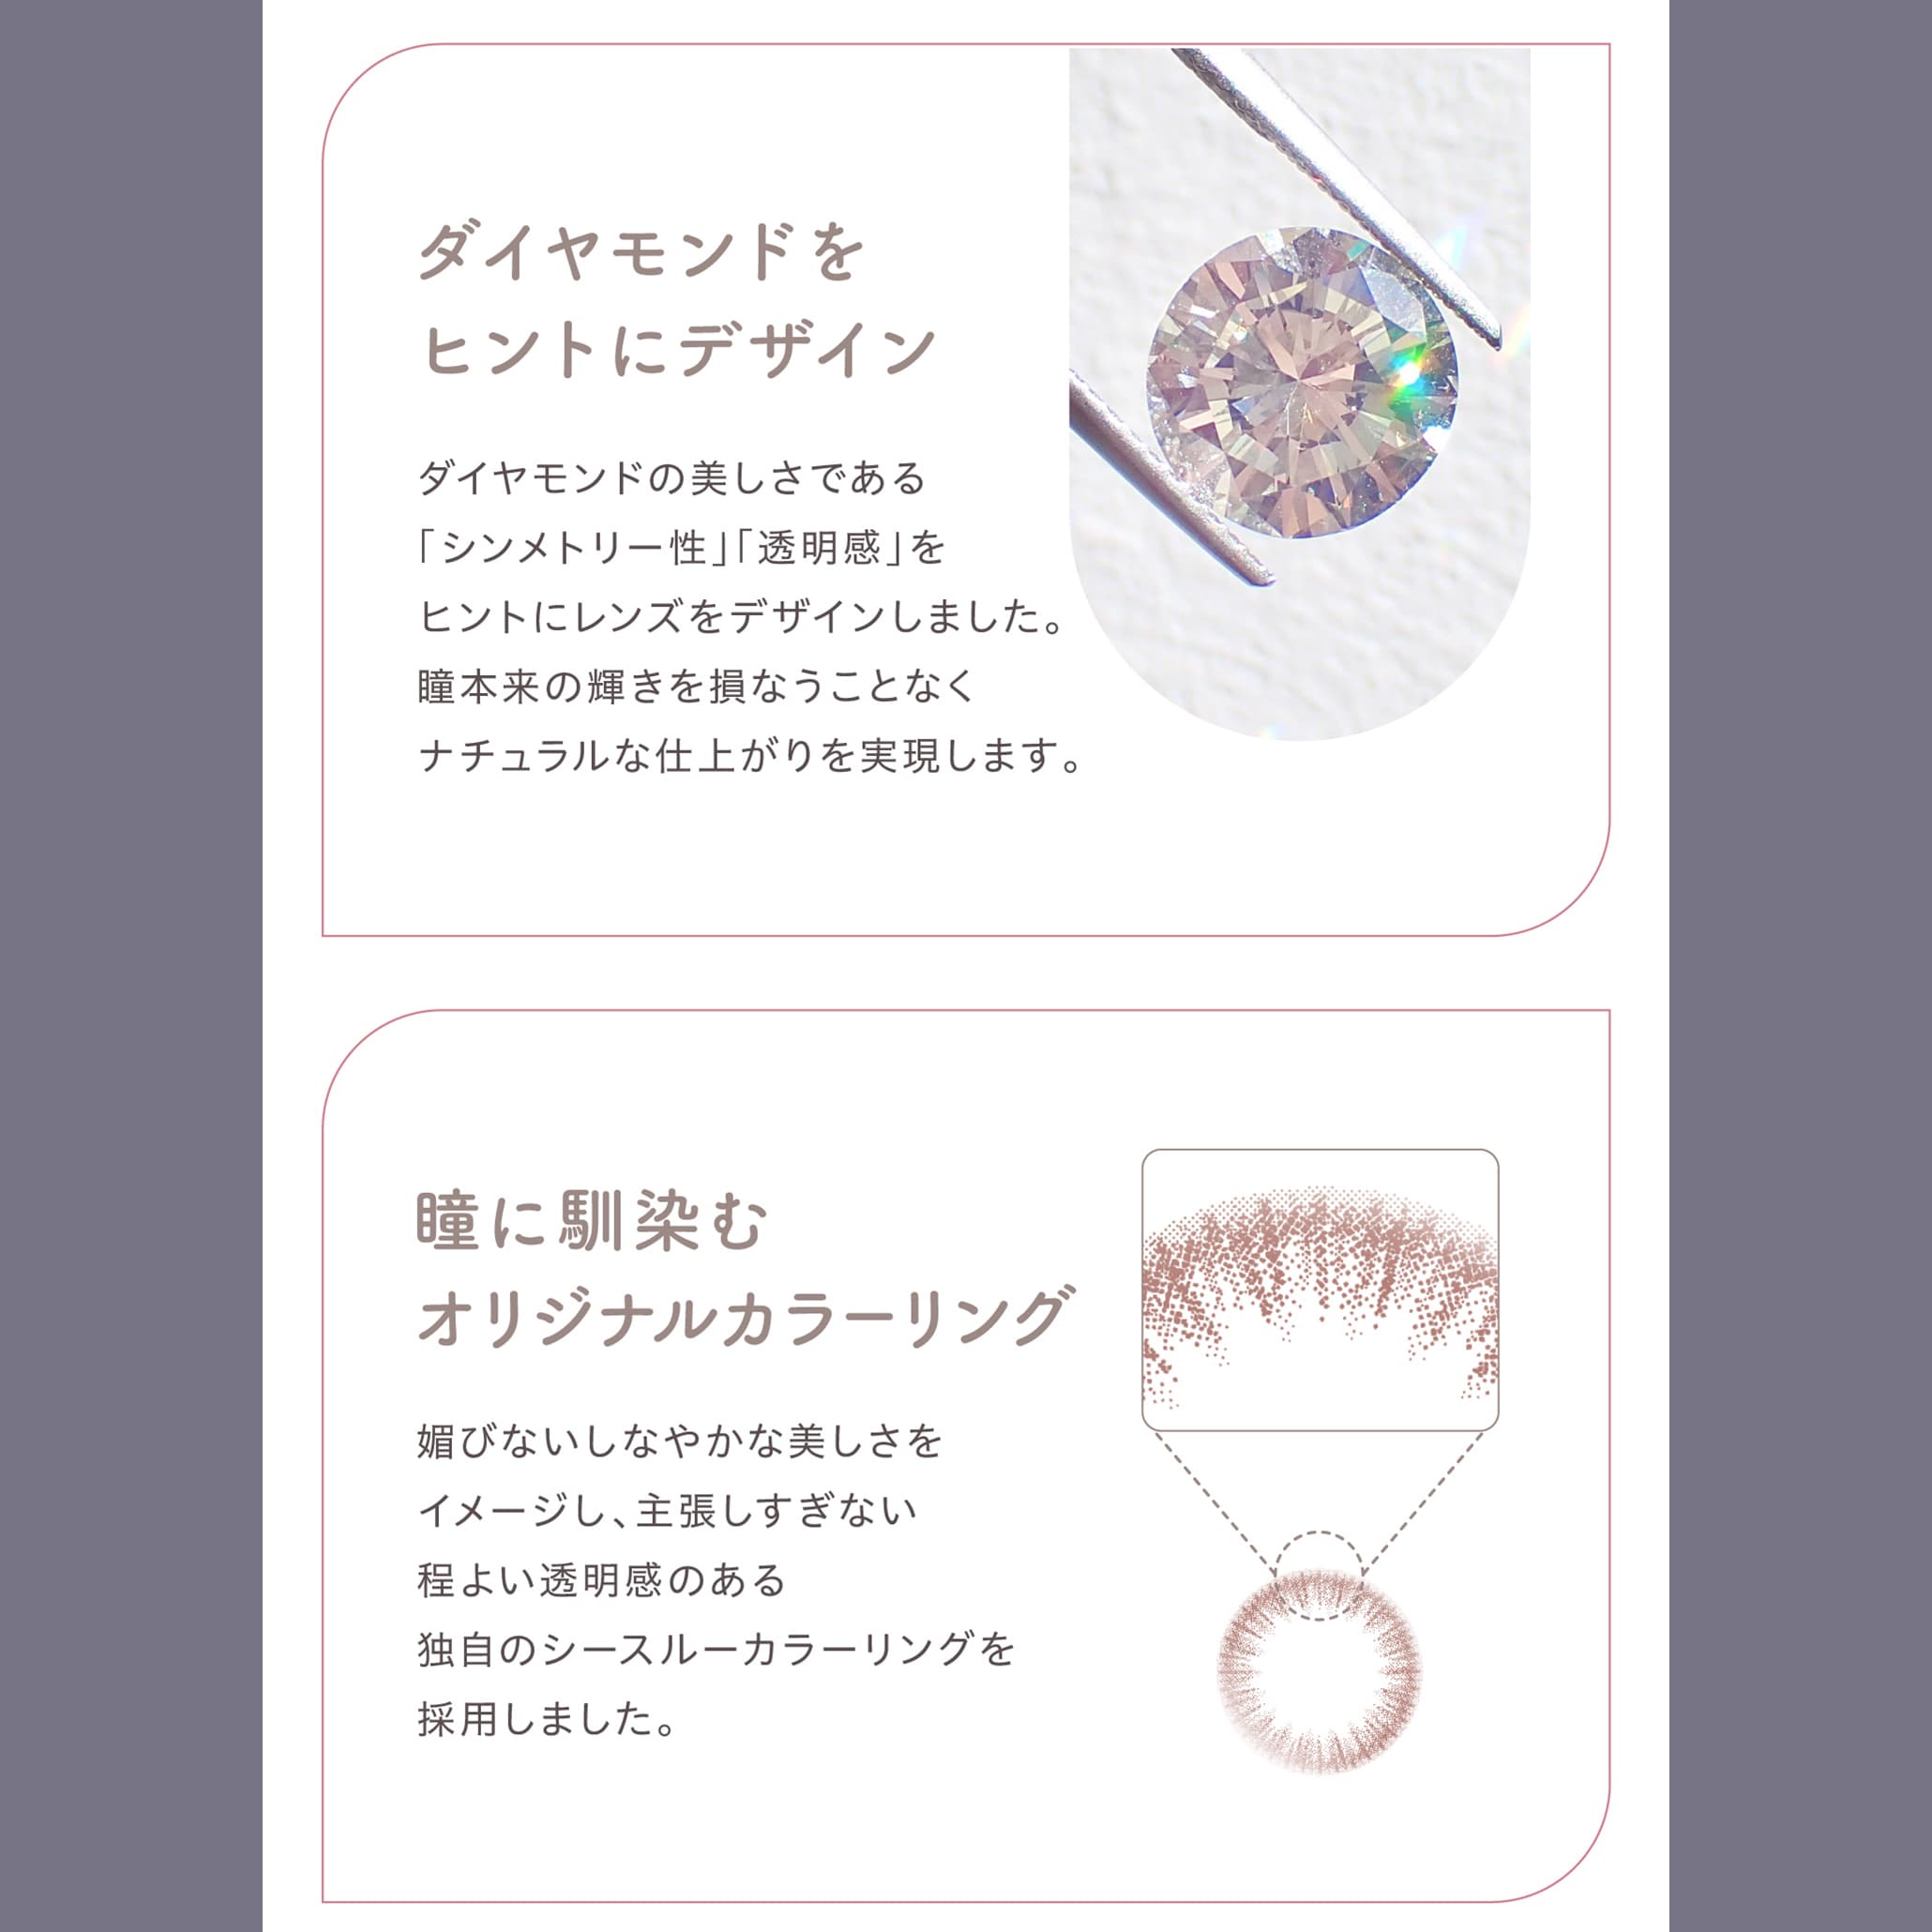 ダイヤモンドを
ヒントにデザイン
ダイヤモンドの美しさである
「シンメトリー性」「透明感」を
ヒントにレンズをデザインしました。
瞳本来の輝きを損なうことなく
ナチュラルな仕上がりを実現します。
瞳に馴染む
オリジナルカラーリング
媚びないしなやかな美しさを
イメージし、主張しすぎない
程よい透明感のある
独自のシースルーカラーリングを
採用しました。